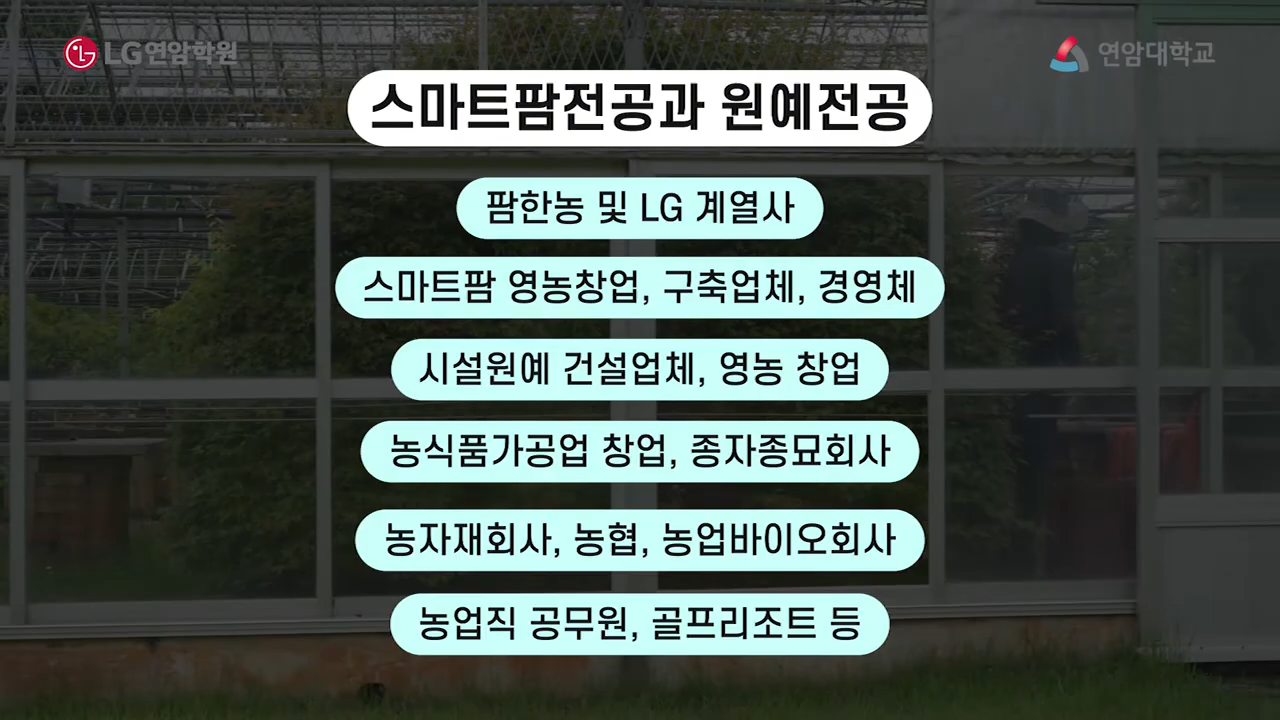 LG연암학원
연암대학교
스마트팜전공과 원예전공
팜한농 및 LG 계열사
스마트팜 영농창업, 구축업체, 경영체
시설원예 건설업체, 영농 창업
농식품가공업 창업, 종자종묘회사
농자재회사, 농협, 농업바이오회사
농업직 공무원, 골프리조트 등